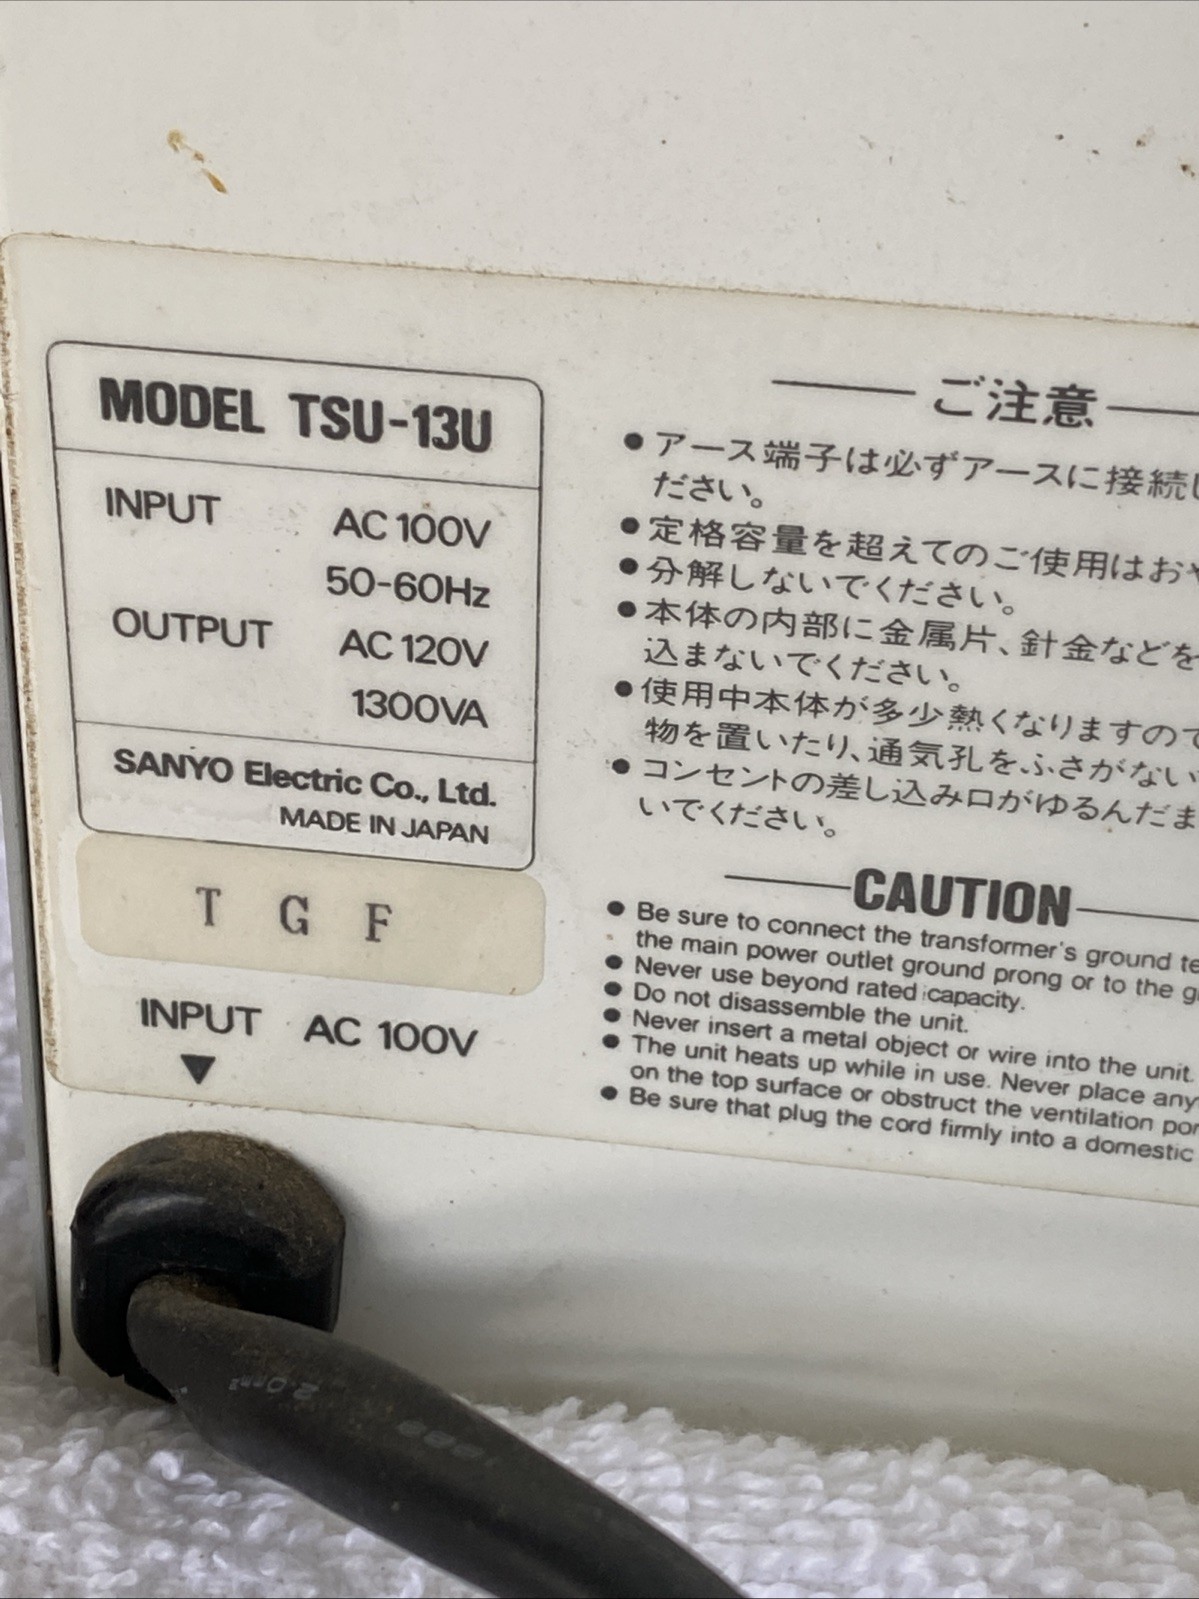 MODEL TSU-13U
INPUT AC 100V
50-60Hz
OUTPUT AC 120V
1300VA
SANYO Electric Co., Ltd.
MADE IN JAPAN
T G F
INPUT AC 100V
ご注意
●アース端子は必ずアースに接続し
ださい。
●定格容量を超えてのご使用はおや
●分解しないでください。
●本体の内部に金属片、針金などを
込まないでください。
●使用中本体が多少熱くなりますので
物を置いたり、通気孔をふさがない
●コンセントの差し込み口がゆるんだま
いでください。
CAUTION
● Be sure to connect the transformer's ground te
the main power outlet ground prong or to the g
● Never use beyond rated capacity.
● Do not disassemble the unit.
● Never insert a metal object or wire into the unit.
● The unit heats up while in use. Never place any
on the top surface or obstruct the ventilation por
● Be sure that plug the cord firmly into a domestic